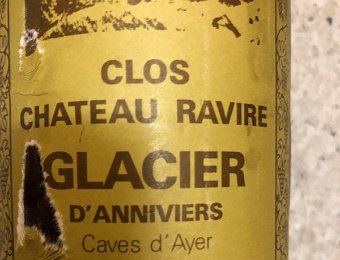 CLOS
CHATEAU RAVIRE
GLACIER
D'ANNIVIERS
Caves d'Ayer